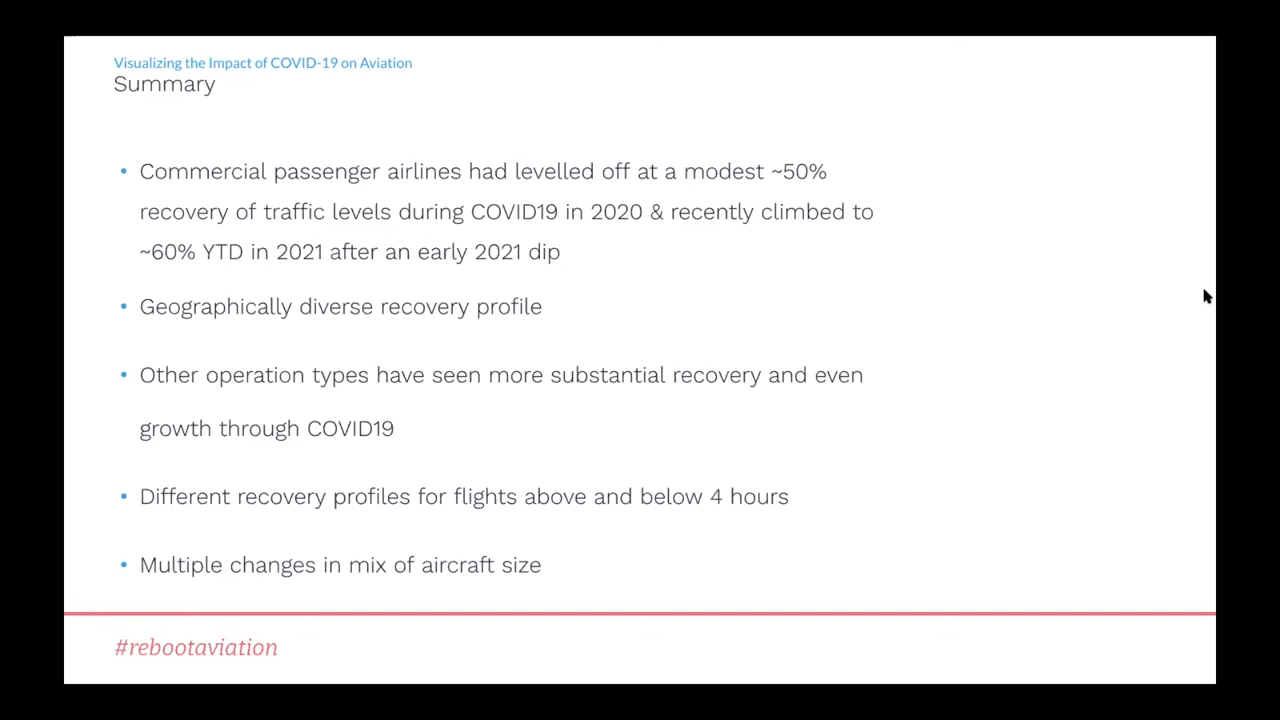 Visualizing the Impact of COVID-19 on Aviation
Summary
• Commercial passenger airlines had levelled off at a modest ~50%
recovery of traffic levels during COVID19 in 2020 & recently climbed to
~60% YTD in 2021 after an early 2021 dip
• Geographically diverse recovery profile
• Other operation types have seen more substantial recovery and even
growth through COVID19
• Different recovery profiles for flights above and below 4 hours
• Multiple changes in mix of aircraft size
#rebootaviation